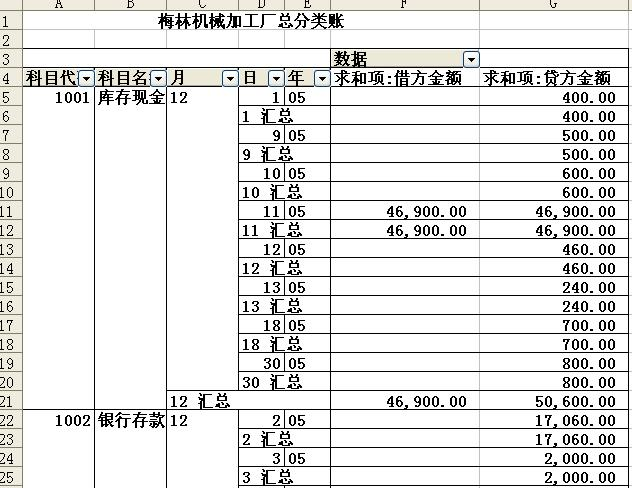 A B C D E F G
1 梅林机械加工厂总分类账
2
3 数据
4 科目代 科目名 月 日 年 求和项:借方金额 求和项:贷方金额
5 1001 库存现金 12 1 05 400.00
6 1 汇总 400.00
7 9 05 500.00
8 9 汇总 500.00
9 10 05 600.00
10 10 汇总 600.00
11 11 05 46,900.00 46,900.00
12 11 汇总 46,900.00 46,900.00
13 12 05 460.00
14 12 汇总 460.00
15 13 05 240.00
16 13 汇总 240.00
17 18 05 700.00
18 18 汇总 700.00
19 30 05 800.00
20 30 汇总 800.00
21 12 汇总 46,900.00 50,600.00
22 1002 银行存款 12 2 05 17,060.00
23 2 汇总 17,060.00
24 3 05 2,000.00
25 3 汇总 2,000.00